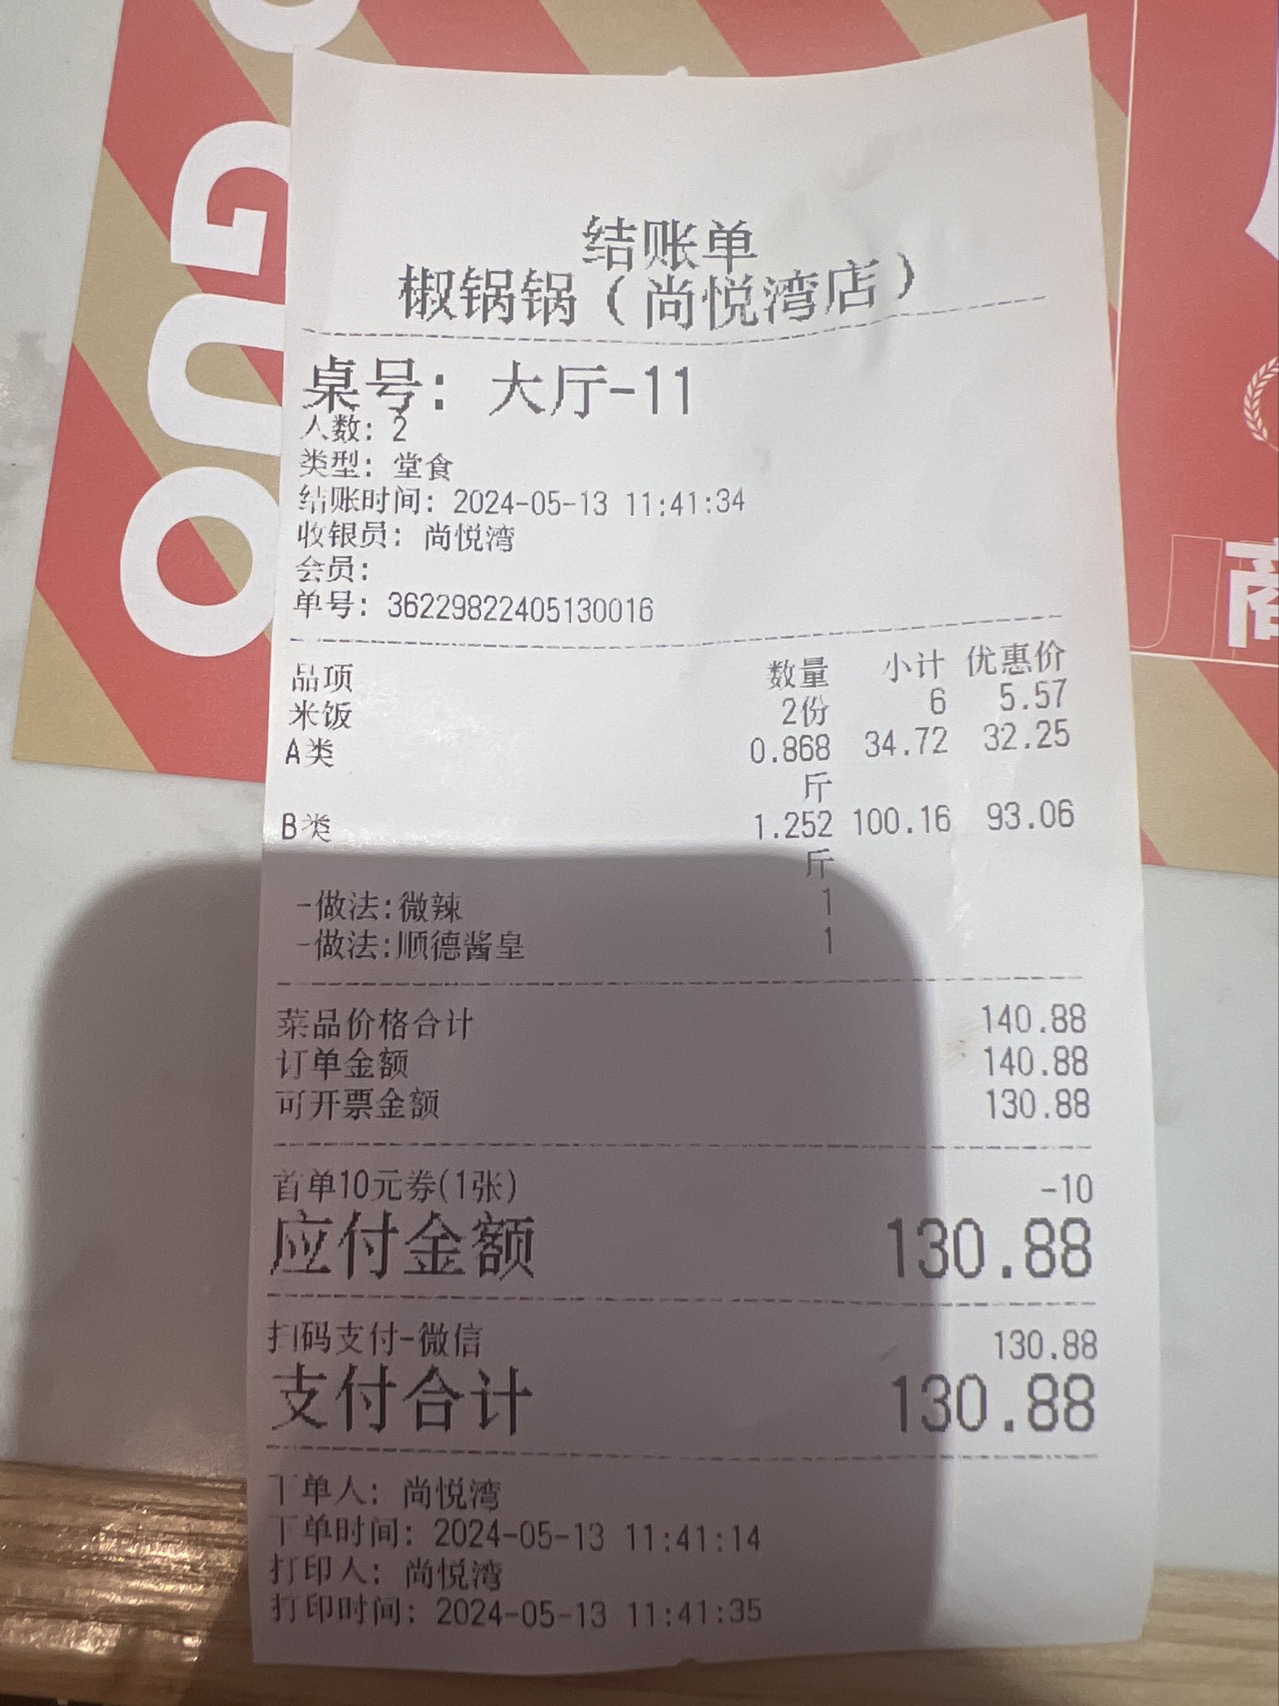 GUO
结账单
椒锅锅（尚悦湾店）
桌号：大厅-11
人数：2
类型：堂食
结账时间：2024-05-13 11:41:34
收银员：尚悦湾
会员：
单号：36229822405130016
品项 数量 小计 优惠价
米饭 2份 6 5.57
A类 0.868 34.72 32.25
斤
B类 1.252 100.16 93.06
斤
-做法:微辣 1
-做法:顺德酱皇 1
菜品价格合计 140.88
订单金额 140.88
可开票金额 130.88
首单10元券(1张) -10
应付金额 130.88
扫码支付-微信 130.88
支付合计 130.88
下单人：尚悦湾
下单时间：2024-05-13 11:41:14
打印人：尚悦湾
打印时间：2024-05-13 11:41:35